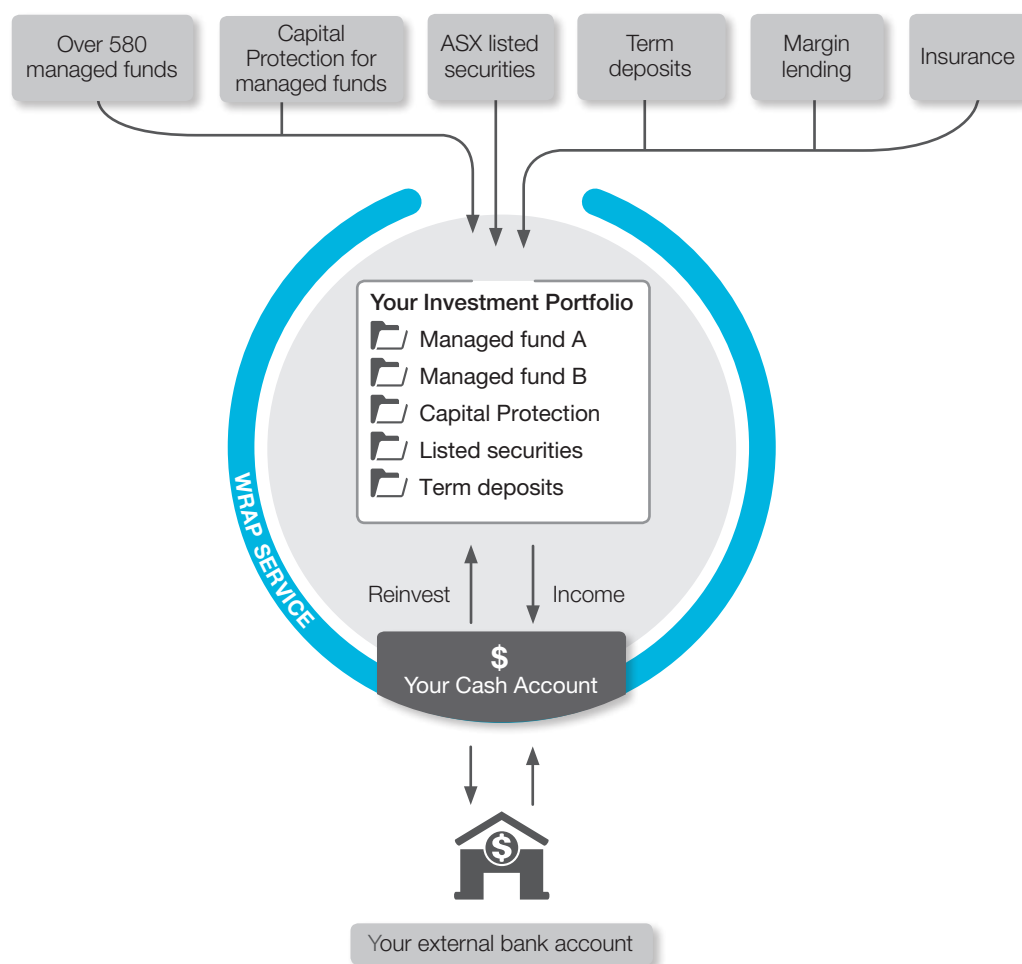 Over 580
managed funds
Capital
Protection for
managed funds
ASX listed
securities
Term
deposits
Margin
lending
Insurance
Your Investment Portfolio
Managed fund A
Managed fund B
Capital Protection
Listed securities
Term deposits
WRAP SERVICE
Reinvest
Income
$
Your Cash Account
$
Your external bank account